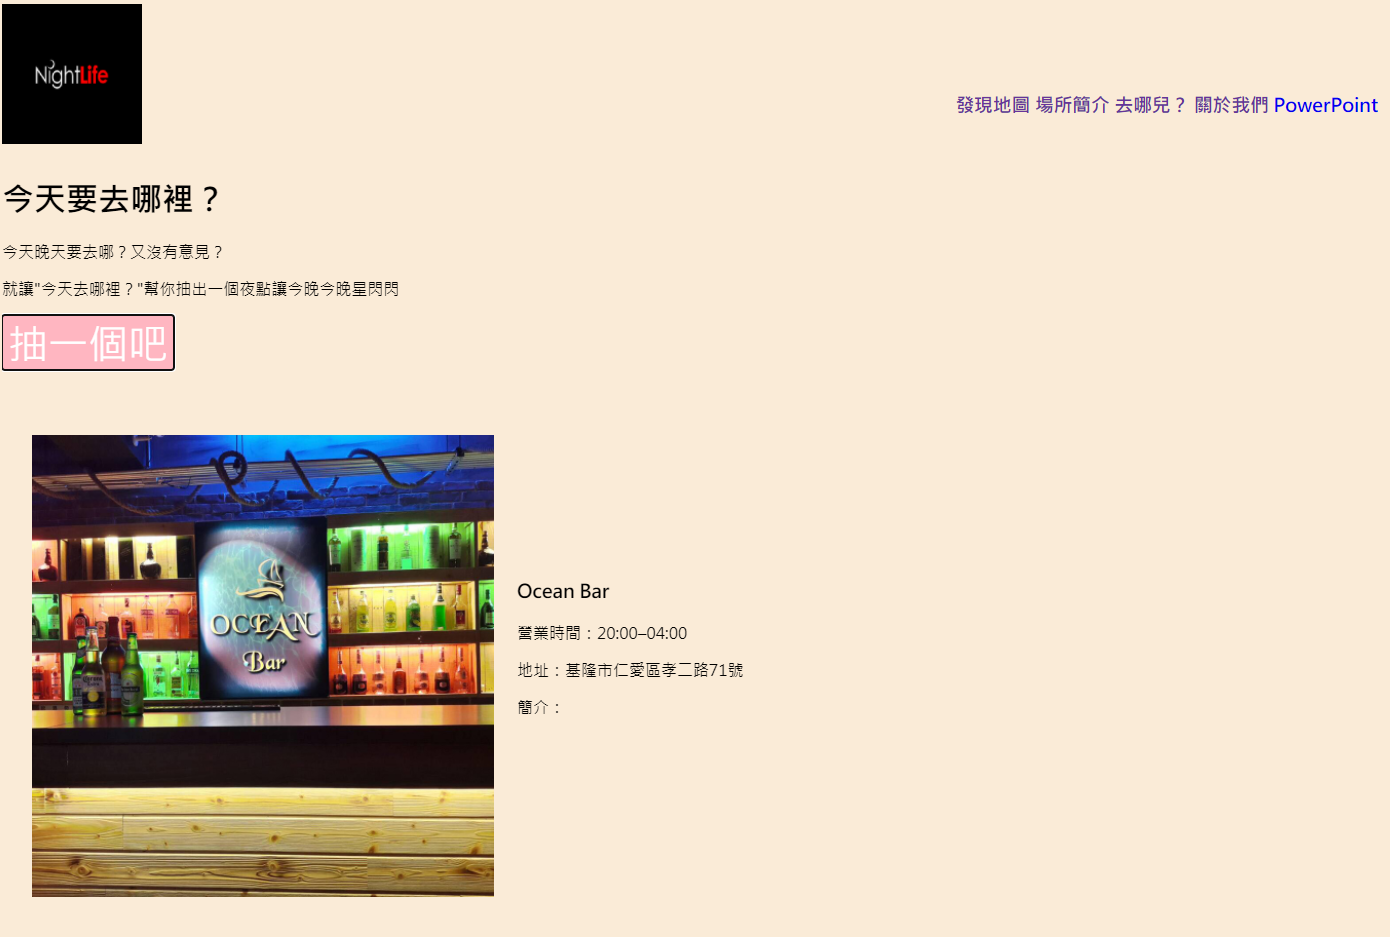 NightLife
發現地圖 場所簡介 去哪兒？ 關於我們 PowerPoint
今天要去哪裡？
今天晚天要去哪？又沒有意見？
就讓"今天去哪裡？"幫你抽出一個夜點讓今晚今晚星閃閃
抽一個吧
OCEAN
Bar
Ocean Bar
營業時間：20:00–04:00
地址：基隆市仁愛區孝二路71號
簡介：